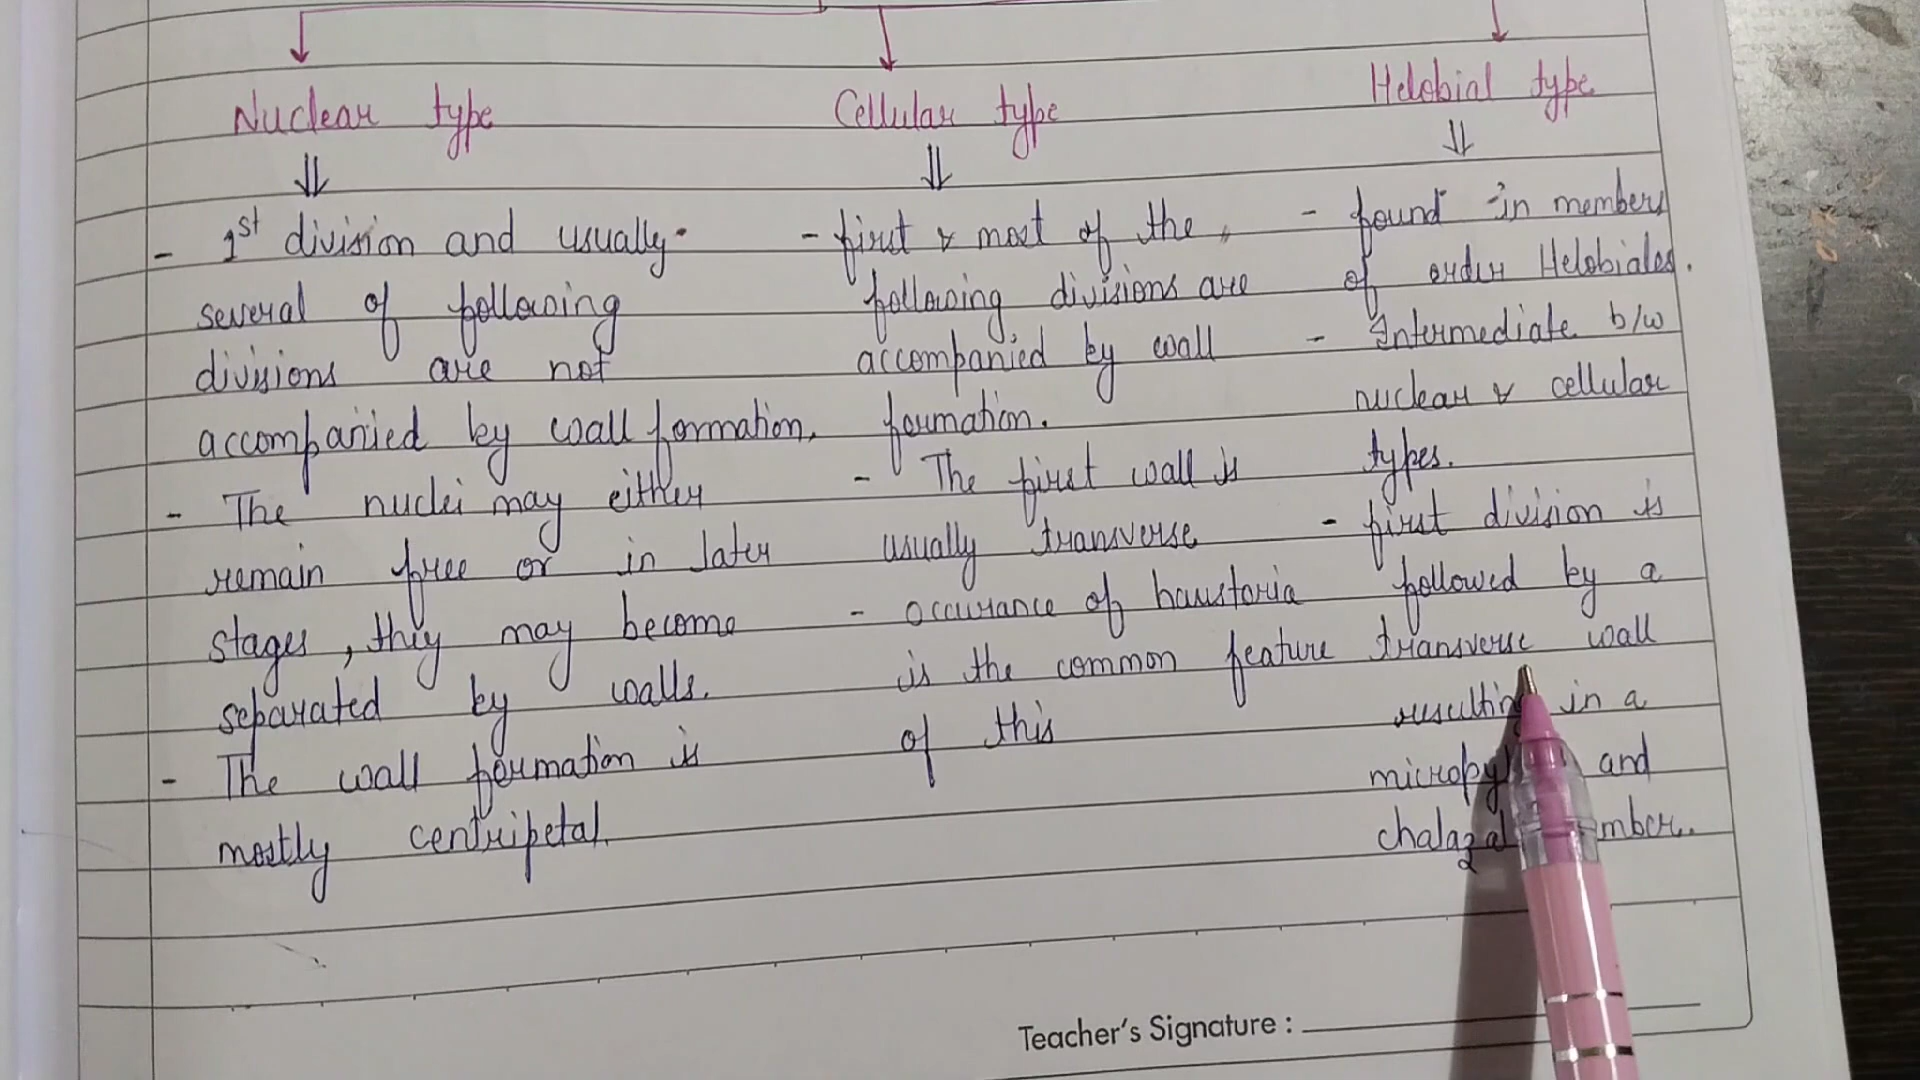 Nuclear type
⇓
- 1st division and usually
several of following
divisions are not
accompanied by wall formation.
- The nuclei may either
remain free or in later
stages, they may become
separated by walls.
- The wall formation is
mostly centripetal.
Cellular type
⇓
- first & most of the
following divisions are
accompanied by wall
formation.
- The first wall is
usually transverse
- occurance of haustoria
is the common feature
of this
Helobial type
⇓
- found in members
of order Helobiales.
- Intermediate b/w
nuclear & cellular
types.
- first division is
followed by a
transverse wall
resulting in a
and
Teacher's Signature :